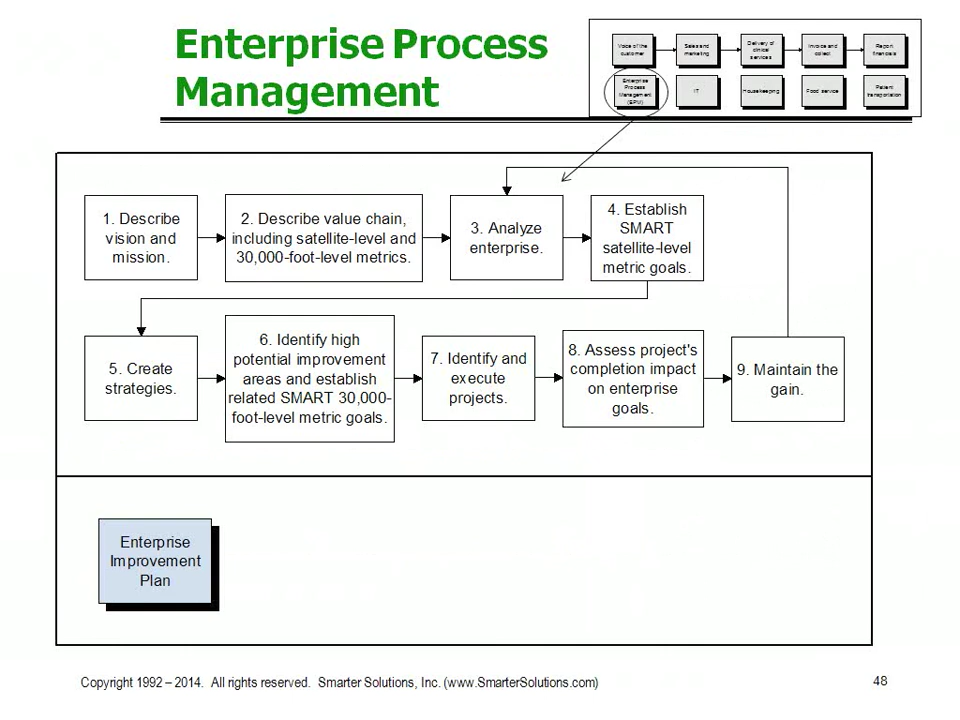 Enterprise Process
Management
Voice of the
customer
Sales and
marketing
Delivery of
clinical
services
Invoice and
collect
Report
financials
Enterprise
Process
Management
(EPM)
IT
Housekeeping
Food service
Patient
transportation
1. Describe
vision and
mission.
2. Describe value chain,
including satellite-level and
30,000-foot-level metrics.
3. Analyze
enterprise.
4. Establish
SMART
satellite-level
metric goals.
5. Create
strategies.
6. Identify high
potential improvement
areas and establish
related SMART 30,000-
foot-level metric goals.
7. Identify and
execute
projects.
8. Assess project's
completion impact
on enterprise
goals.
9. Maintain the
gain.
Enterprise
Improvement
Plan
Copyright 1992 – 2014. All rights reserved. Smarter Solutions, Inc. (www.SmarterSolutions.com)
48